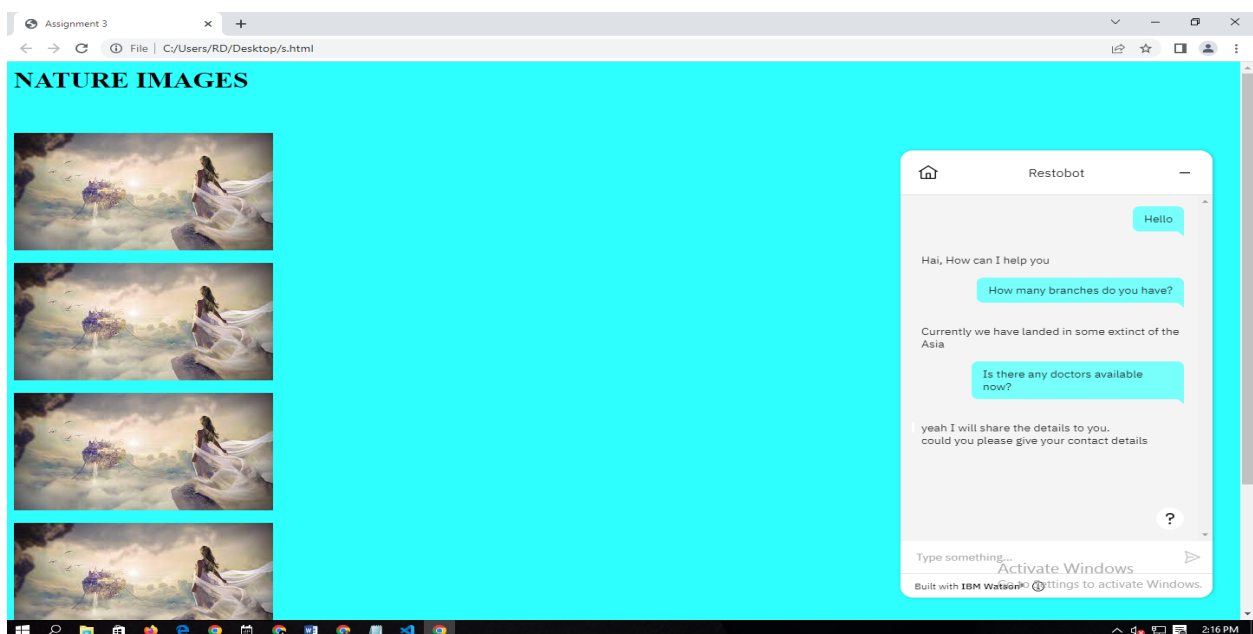 Assignment 3
File | C:/Users/RD/Desktop/s.html
NATURE IMAGES
Restobot
Hello
Hai, How can I help you
How many branches do you have?
Currently we have landed in some extinct of the
Asia
Is there any doctors available
now?
yeah I will share the details to you.
could you please give your contact details
?
Type something...
Activate Windows
Built with IBM Watson®
Go to Settings to activate Windows.
2:16 PM